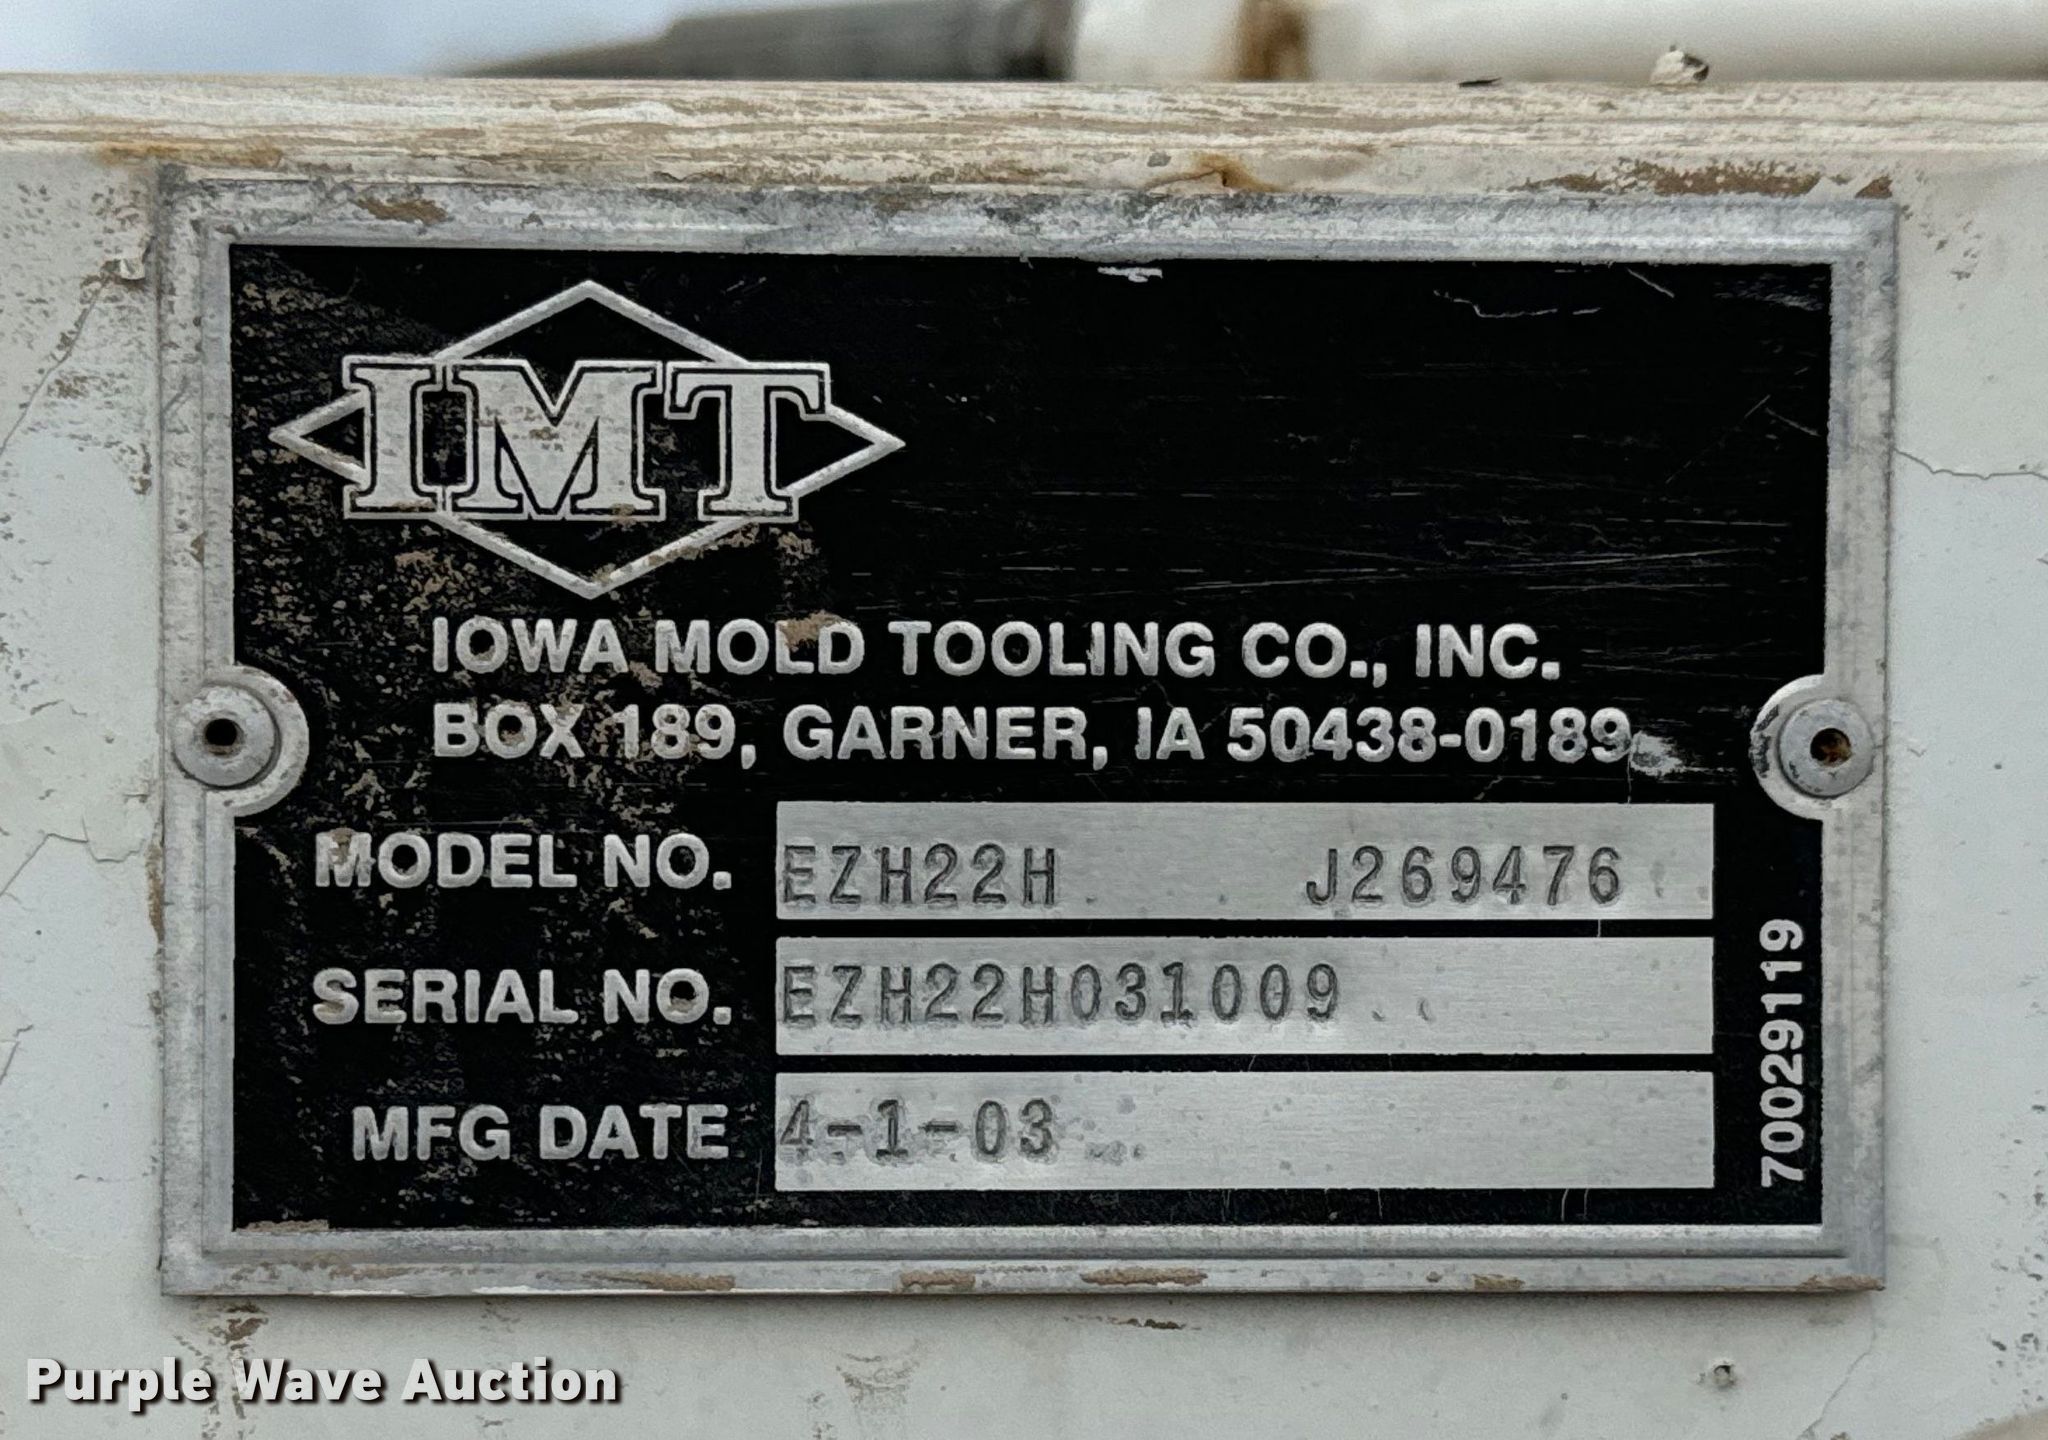 IMT
IOWA MOLD TOOLING CO., INC.
BOX 189, GARNER, IA 50438-0189
MODEL NO. EZH22H J269476
SERIAL NO. EZH22H031009
MFG DATE 4-1-03
70029119
Purple Wave Auction